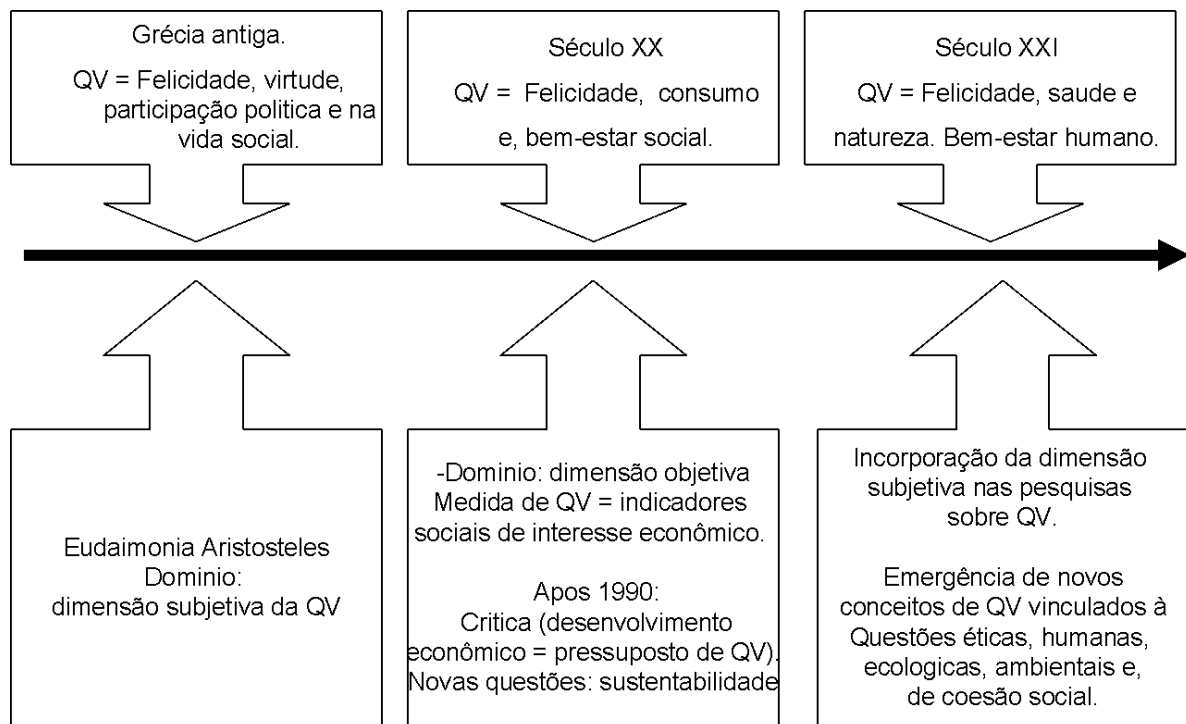 Grécia antiga.
QV = Felicidade, virtude,
participação politica e na
vida social.
Século XX
QV = Felicidade, consumo
e, bem-estar social.
Século XXI
QV = Felicidade, saude e
natureza. Bem-estar humano.
Eudaimonia Aristosteles
Dominio:
dimensão subjetiva da QV
-Dominio: dimensão objetiva
Medida de QV = indicadores
sociais de interesse econômico.
Apos 1990:
Critica (desenvolvimento
econômico = pressuposto de QV).
Novas questões: sustentabilidade
Incorporação da dimensão
subjetiva nas pesquisas
sobre QV.
Emergência de novos
conceitos de QV vinculados à
Questões éticas, humanas,
ecologicas, ambientais e,
de coesão social.